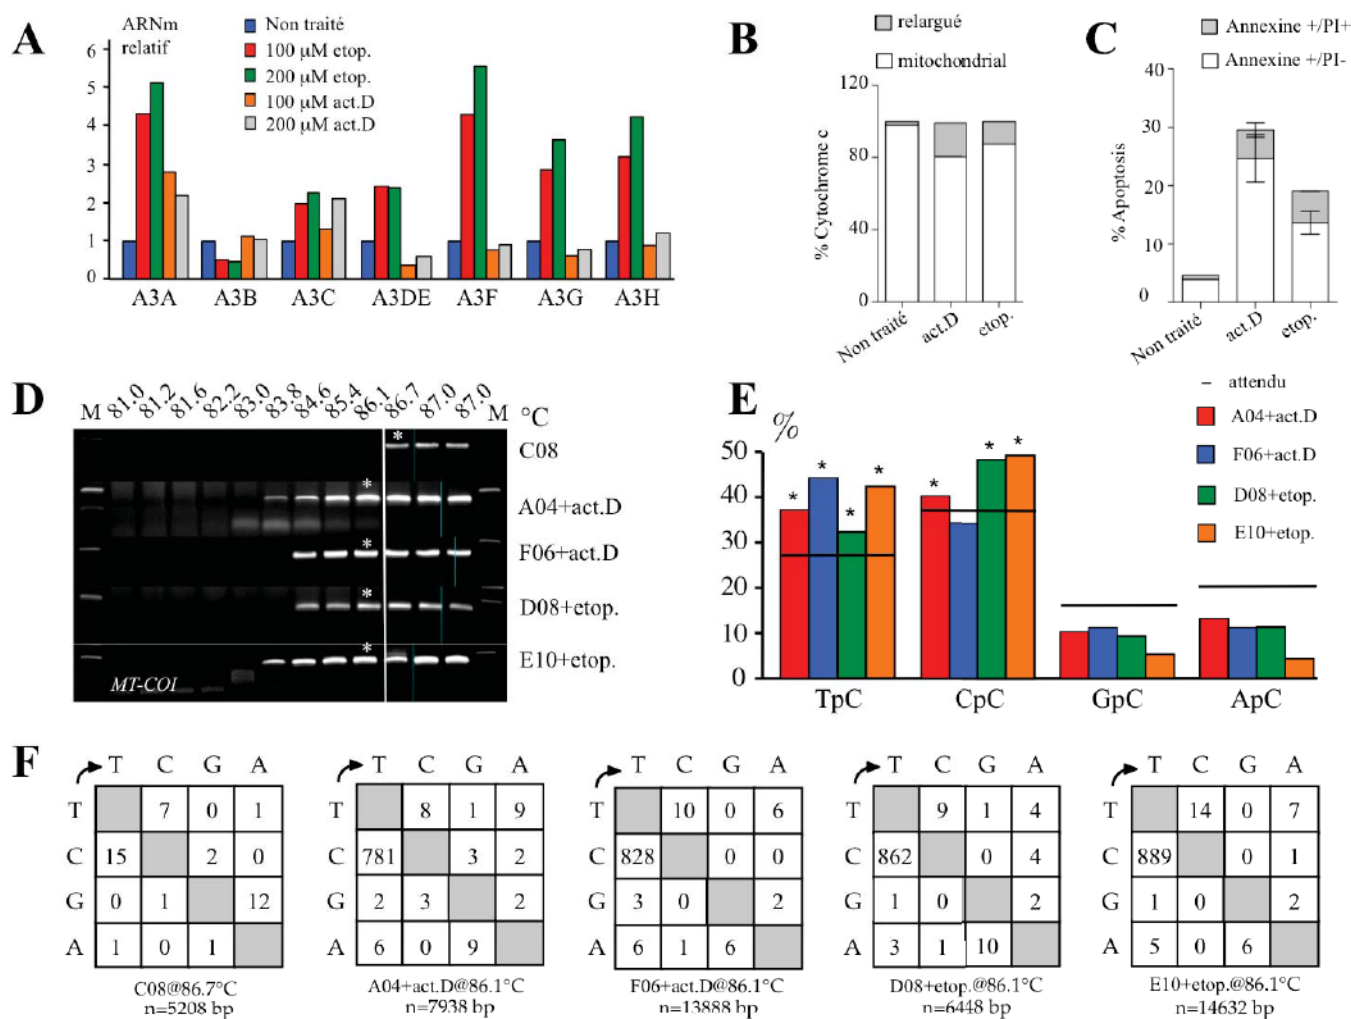 A
ARNm
relatif
Non traité
100 µM etop.
200 µM etop.
100 µM act.D
200 µM act.D
6
5
4
3
2
1
0
A3A A3B A3C A3DE A3F A3G A3H
B
relargué
mitochondrial
% Cytochrome c
120
80
40
0
Non traité
act.D
etop.
C
Annexine +/PI+
Annexine +/PI-
% Apoptosis
40
30
20
10
0
Non traité
act.D
etop.
D
M 81.0 81.2 81.6 82.2 83.0 83.8 84.6 85.4 86.1 86.7 87.0 87.0 M °C
* C08
* A04+act.D
* F06+act.D
* D08+etop.
* E10+etop.
MT-COI
E
%
– attendu
A04+act.D
F06+act.D
D08+etop.
E10+etop.
50
40
30
20
10
0
* * * * * * *
TpC CpC GpC ApC
F
T C G A
T 7 0 1
C 15 2 0
G 0 1 12
A 1 0 1
C08@86.7°C
n=5208 bp
T C G A
T 8 1 9
C 781 3 2
G 2 3 2
A 6 0 9
A04+act.D@86.1°C
n=7938 bp
T C G A
T 10 0 6
C 828 0 0
G 3 0 2
A 6 1 6
F06+act.D@86.1°C
n=13888 bp
T C G A
T 9 1 4
C 862 0 4
G 1 0 2
A 3 1 10
D08+etop.@86.1°C
n=6448 bp
T C G A
T 14 0 7
C 889 0 1
G 1 0 2
A 5 0 6
E10+etop.@86.1°C
n=14632 bp